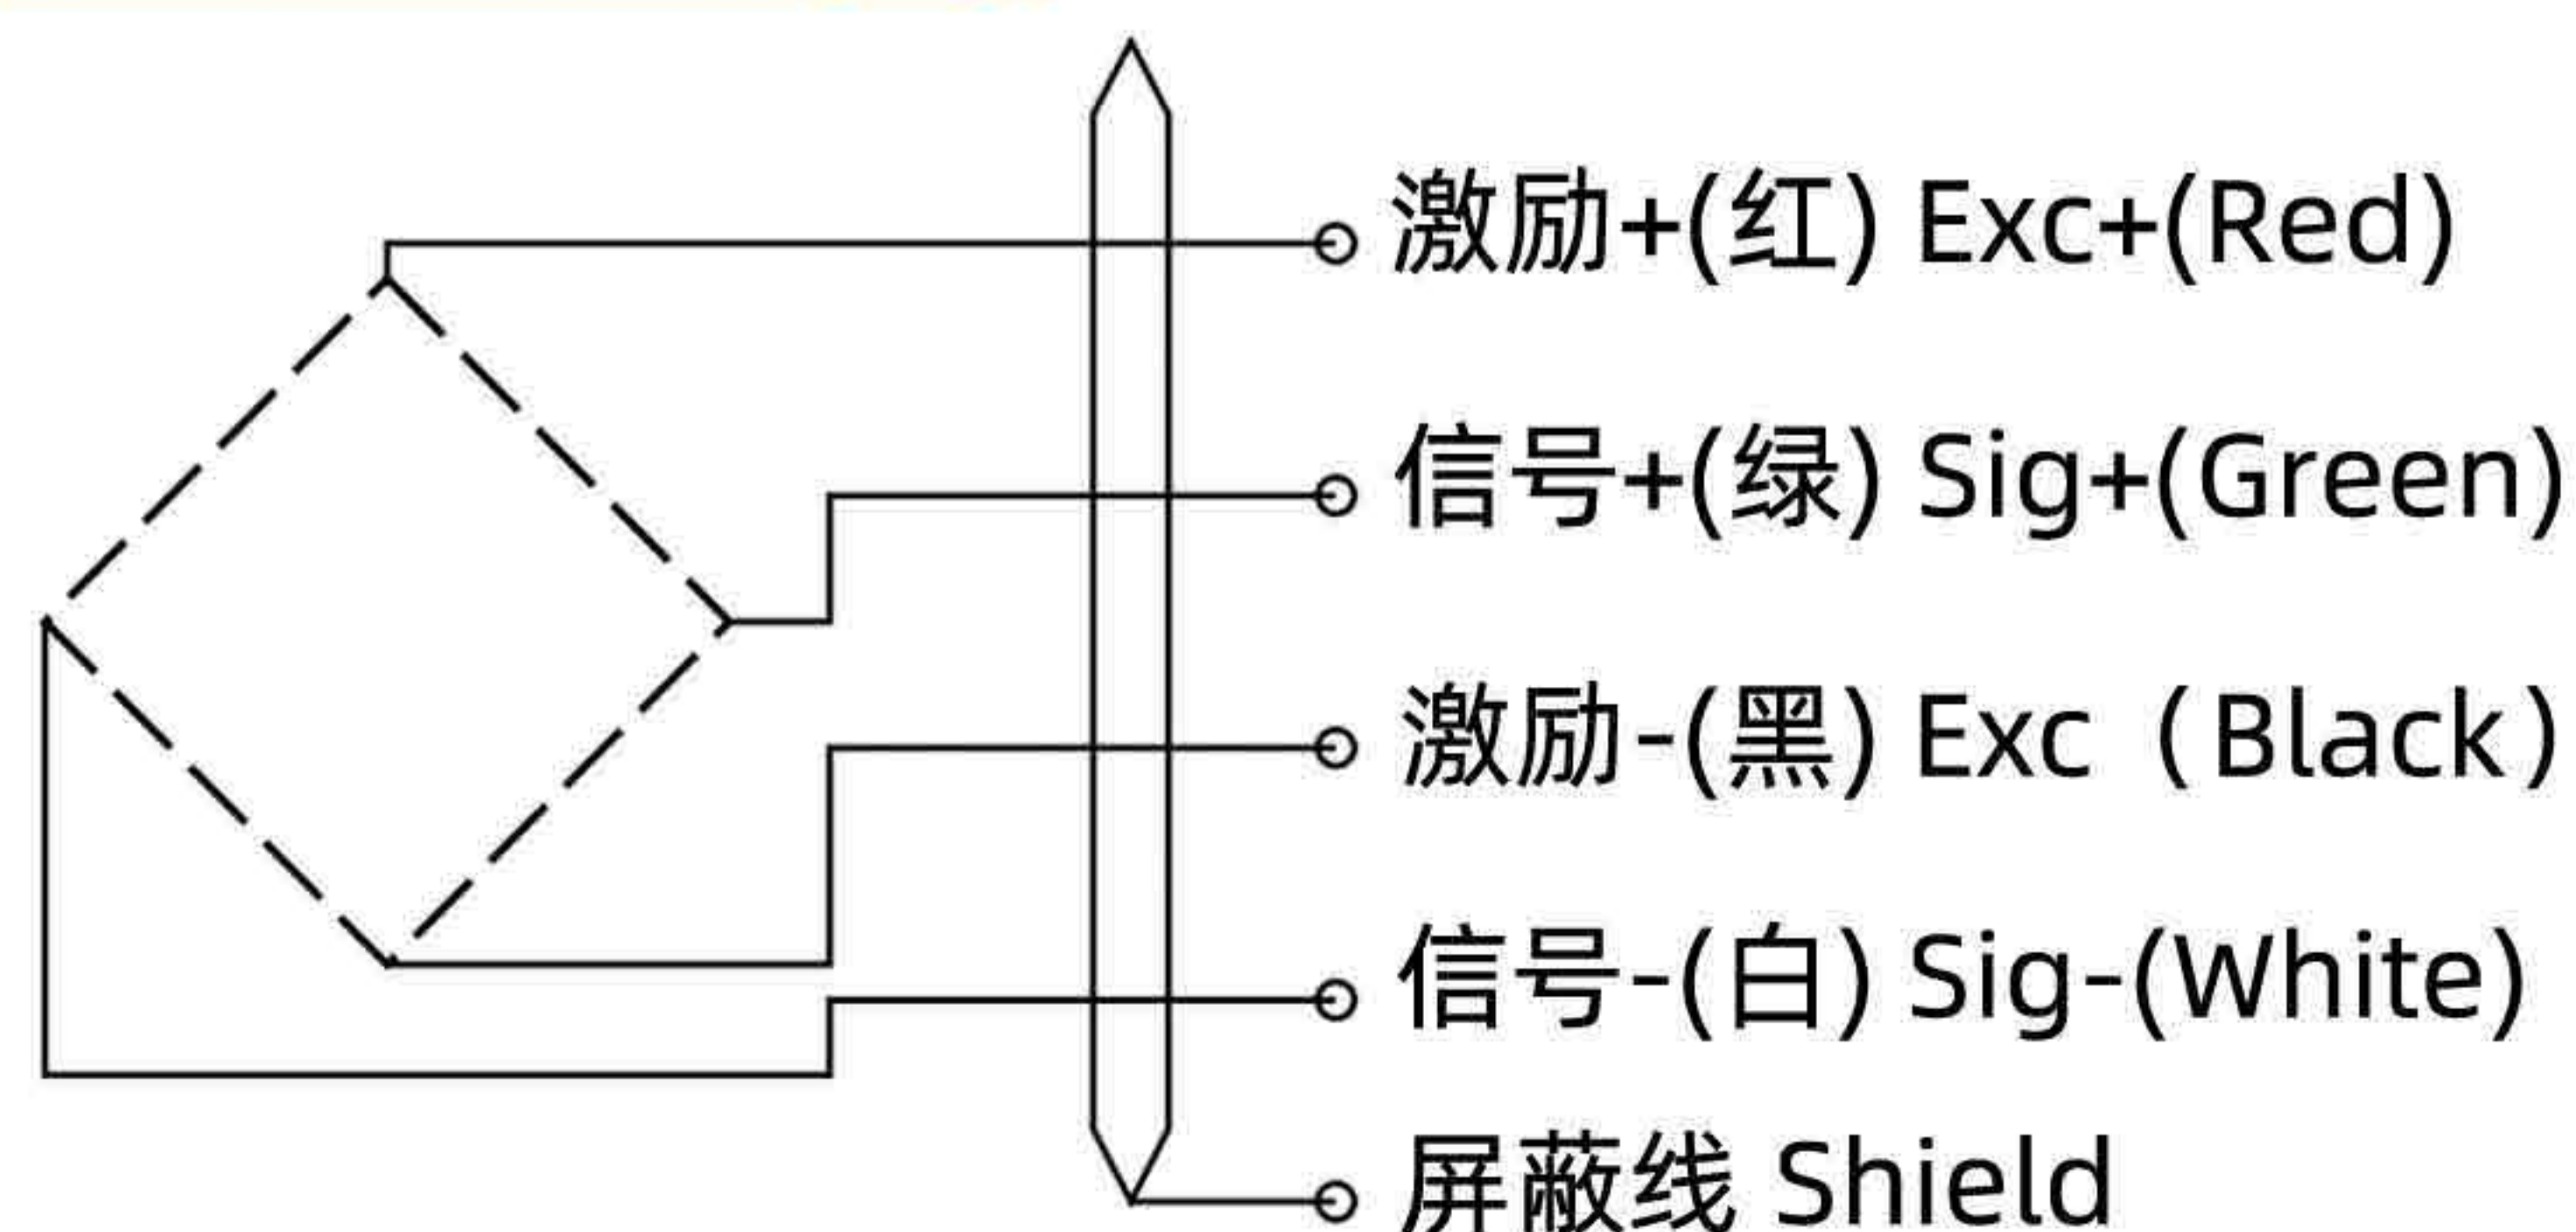 激励+(红) Exc+(Red)
信号+(绿) Sig+(Green)
激励-(黑) Exc（Black）
信号-(白) Sig-(White)
屏蔽线 Shield